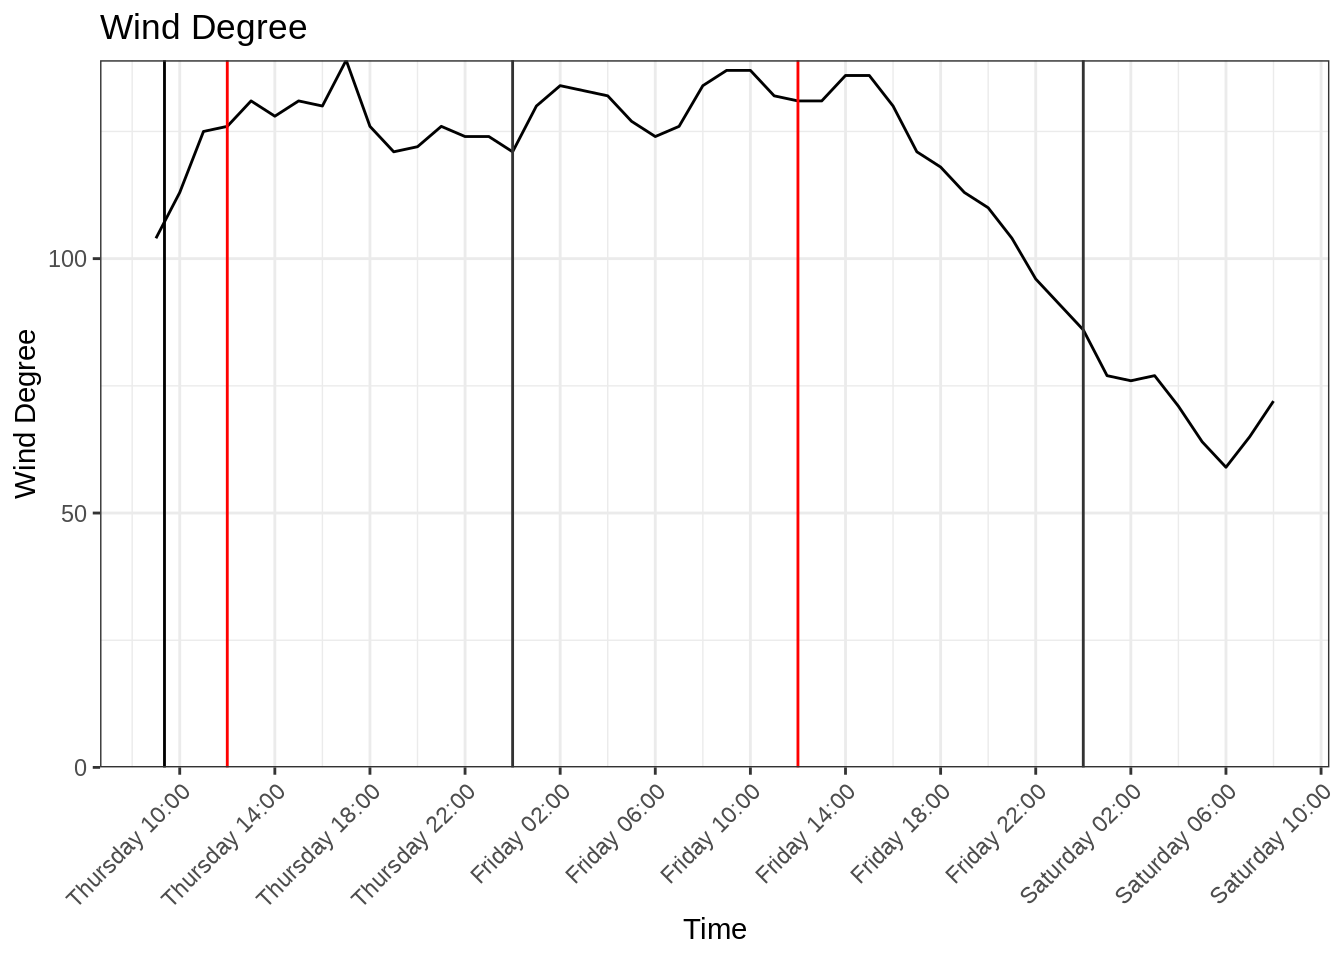 Wind Degree
Wind Degree
100
50
0
Thursday 10:00
Thursday 14:00
Thursday 18:00
Thursday 22:00
Friday 02:00
Friday 06:00
Friday 10:00
Friday 14:00
Friday 18:00
Friday 22:00
Saturday 02:00
Saturday 06:00
Saturday 10:00
Time